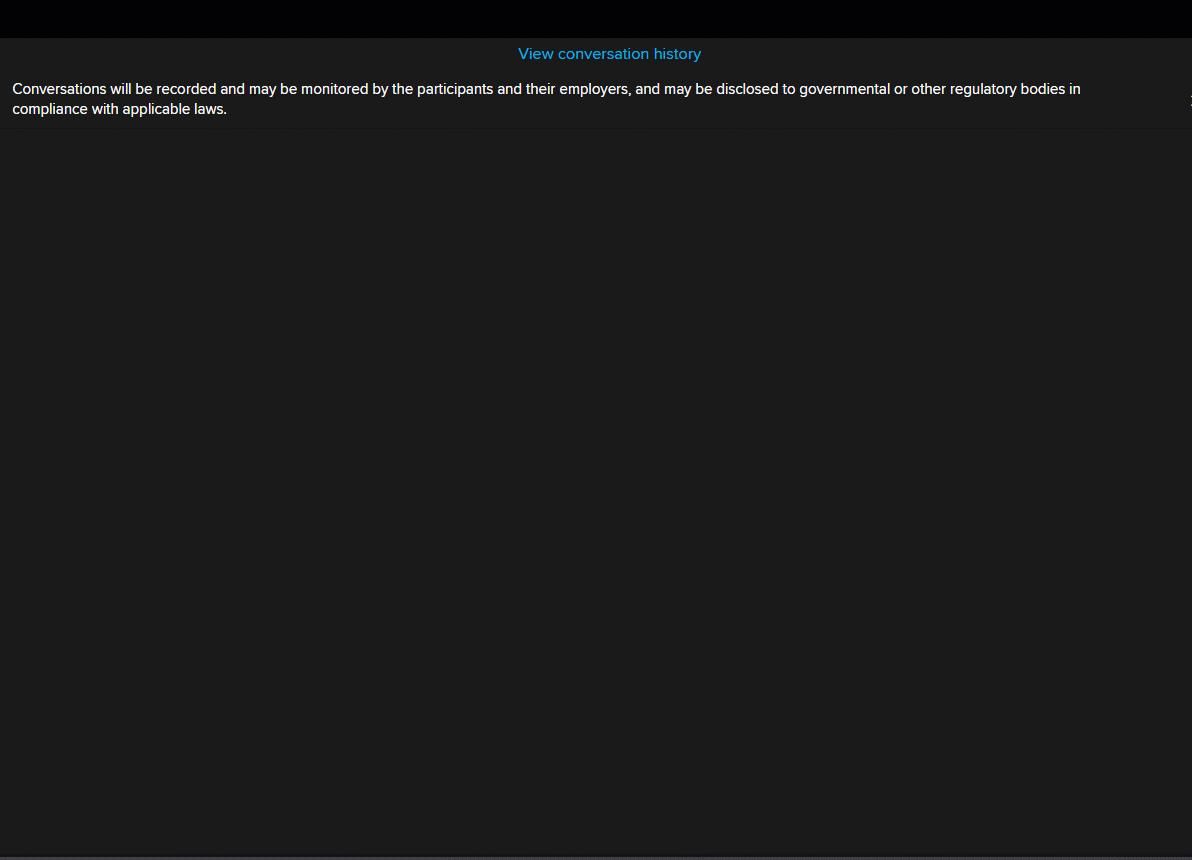 View conversation history
Conversations will be recorded and may be monitored by the participants and their employers, and may be disclosed to governmental or other regulatory bodies in
compliance with applicable laws.